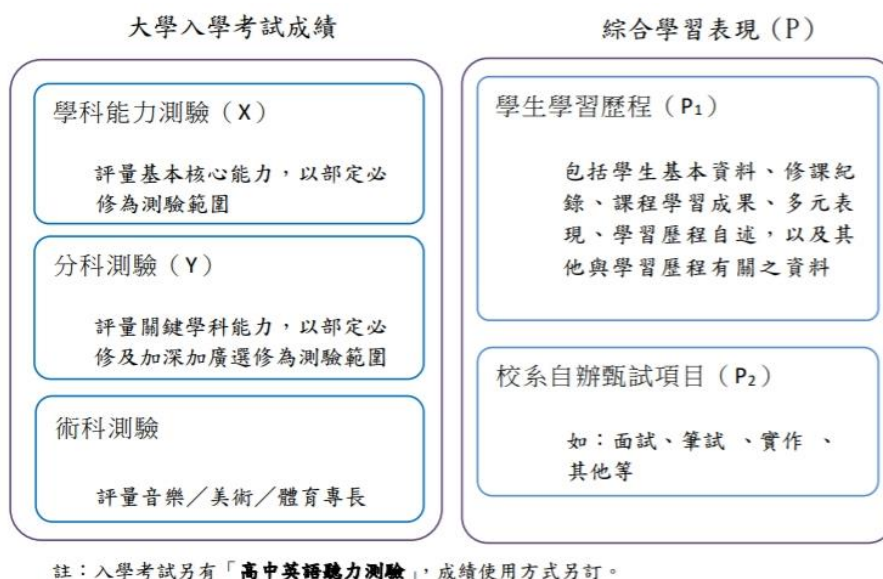 大學入學考試成績
學科能力測驗（X）
評量基本核心能力，以部定必
修為測驗範圍
分科測驗（Y）
評量關鍵學科能力，以部定必
修及加深加廣選修為測驗範圍
術科測驗
評量音樂／美術／體育專長
綜合學習表現（P）
學生學習歷程（P₁）
包括學生基本資料、修課紀
錄、課程學習成果、多元表
現、學習歷程自述，以及其
他與學習歷程有關之資料
校系自辦甄試項目（P₂）
如：面試、筆試 、實作 、
其他等
註：入學考試另有「高中英語聽力測驗」，成績使用方式另訂。